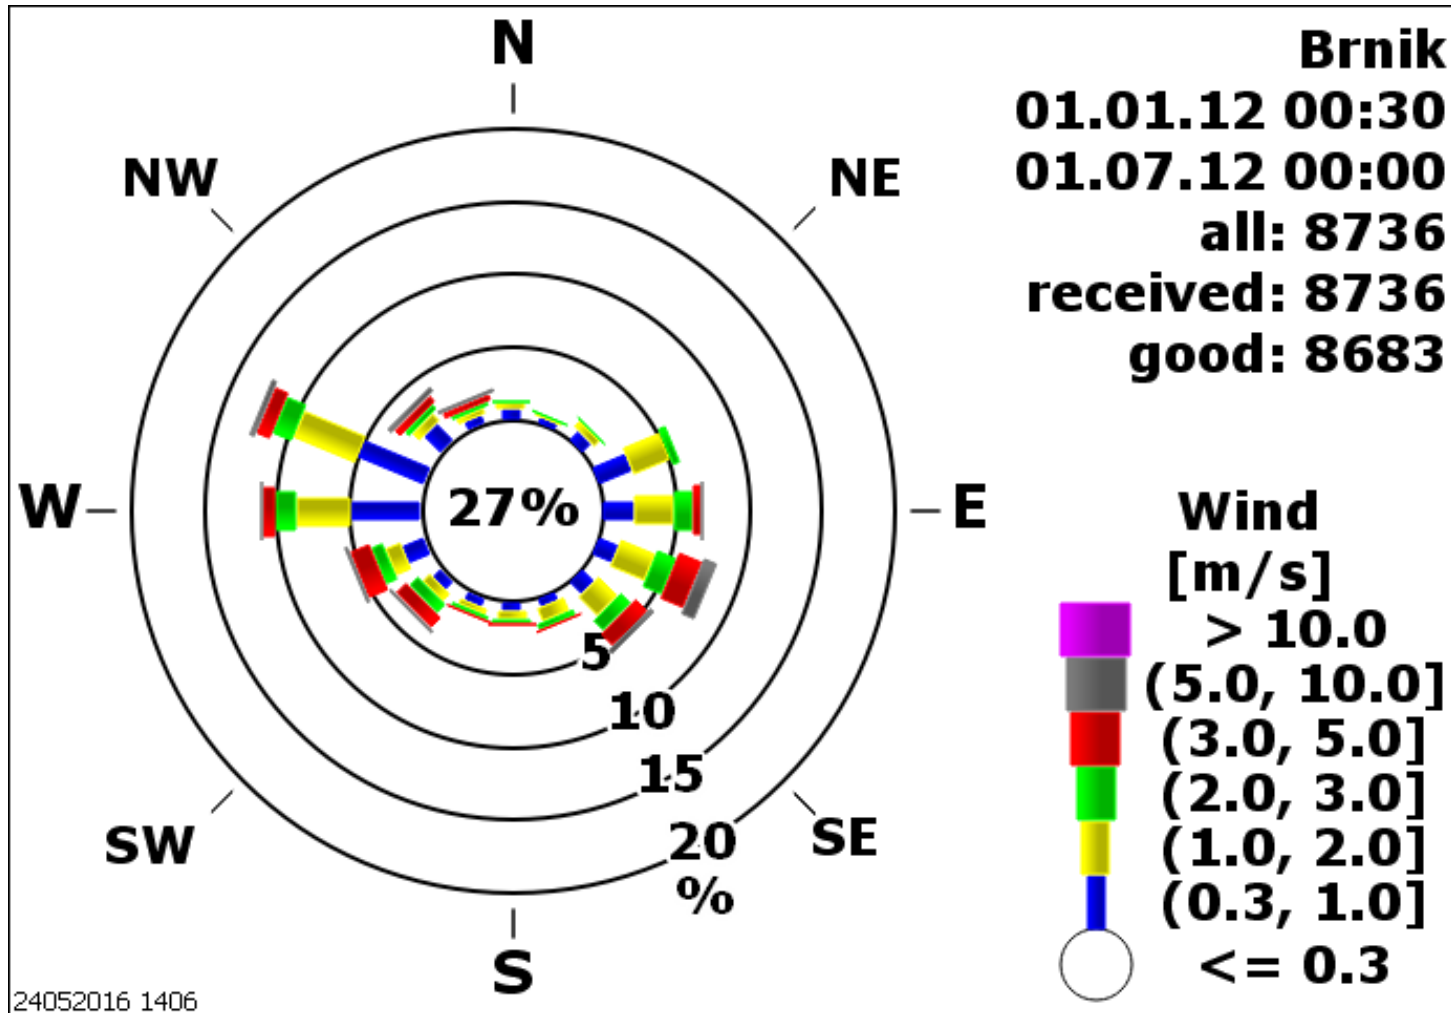 N
NW
NE
W
27%
E
5
10
15
20
%
SW
SE
S
Brnik
01.01.12 00:30
01.07.12 00:00
all: 8736
received: 8736
good: 8683
Wind
[m/s]
> 10.0
(5.0, 10.0]
(3.0, 5.0]
(2.0, 3.0]
(1.0, 2.0]
(0.3, 1.0]
<= 0.3
24052016 1406